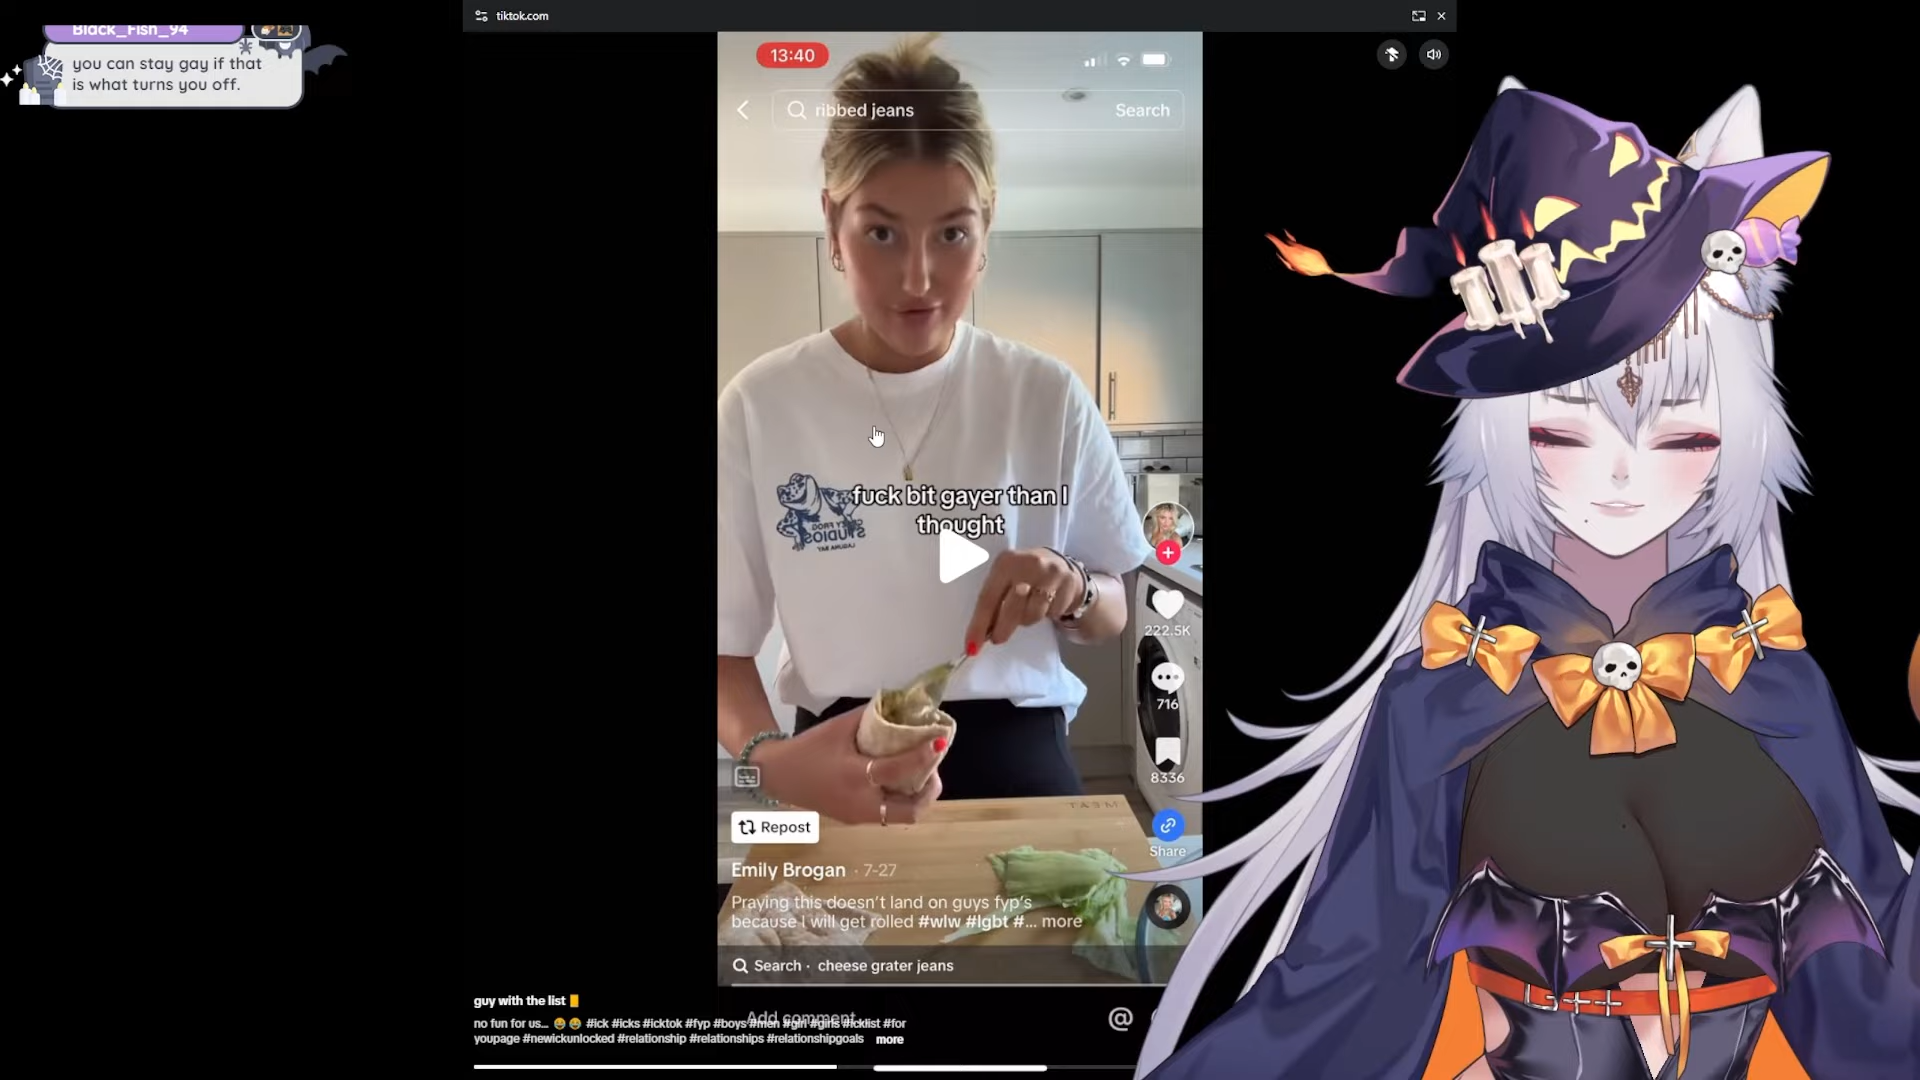 tiktok.com
Black_Fish_94
you can stay gay if that
is what turns you off.
13:40
ribbed jeans
Search
fuck bit gayer than I
thought
STUDIOS
222.5K
716
8336
Repost
Share
Emily Brogan · 7-27
Praying this doesn't land on guys fyp's
because I will get rolled #wlw #lgbt #... more
Search · cheese grater jeans
guy with the list
Add comment...
no fun for us... 😂😂 #ick #icks #icktok #fyp #boys #men #girl #girls #icklist #for
youpage #newickunlocked #relationship #relationships #relationshipgoals more